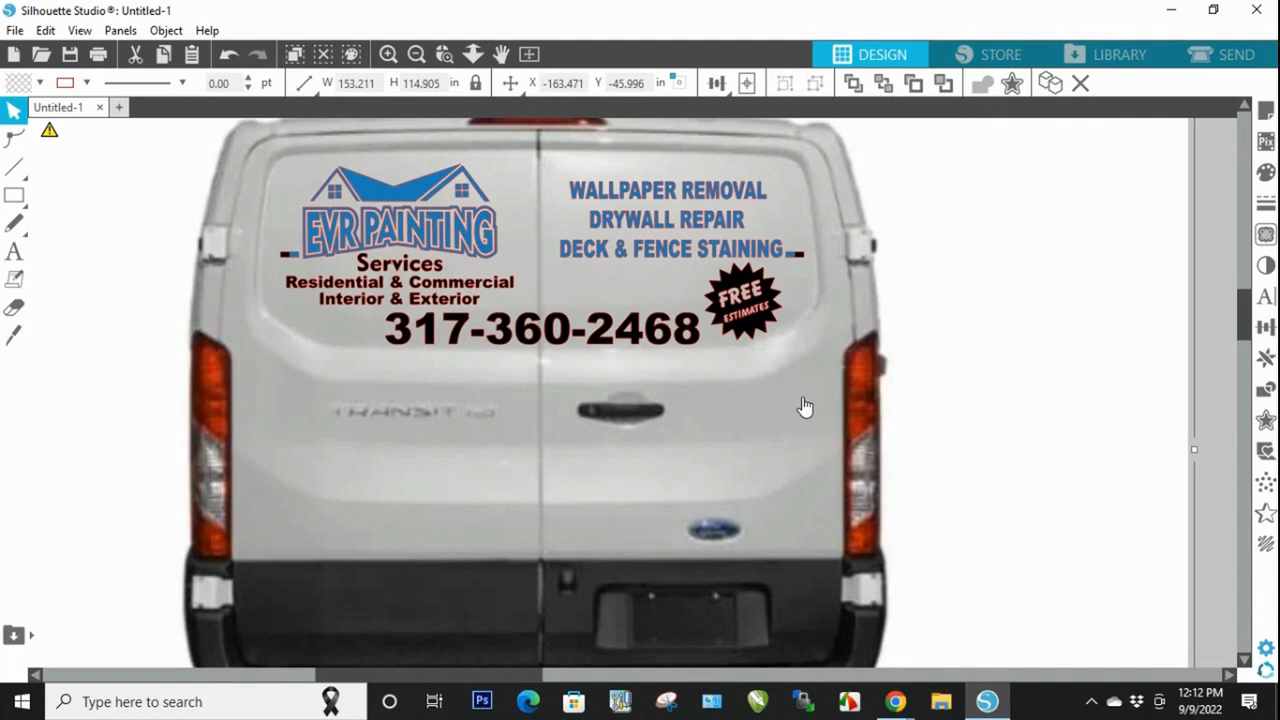 Silhouette Studio®: Untitled-1
File Edit View Panels Object Help
DESIGN STORE LIBRARY SEND
0.00 pt W 153.211 H 114.905 in X -163.471 Y -45.996 in
Untitled-1
Pix
WALLPAPER REMOVAL
DRYWALL REPAIR
DECK & FENCE STAINING
EVR PAINTING
Services
Residential & Commercial
Interior & Exterior
FREE
ESTIMATES
317-360-2468
TRANSIT
Type here to search
Ps
12:12 PM
9/9/2022